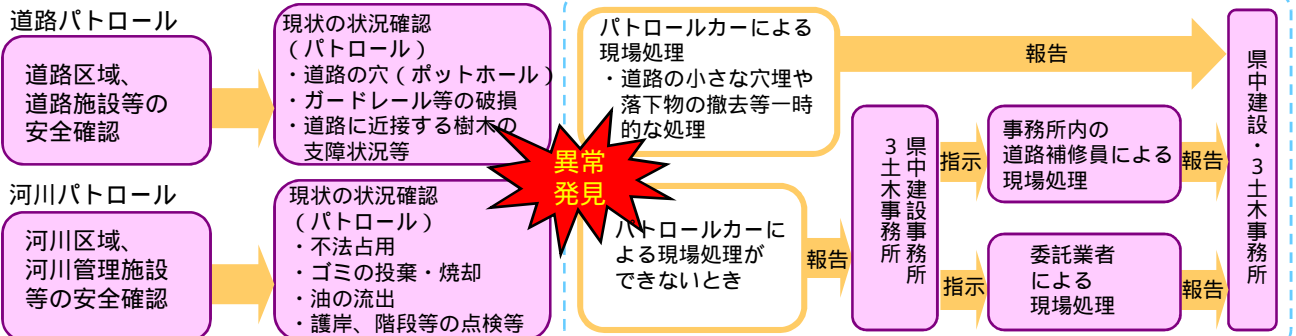 道路パトロール
道路区域、
道路施設等の
安全確認
現状の状況確認
（パトロール）
・道路の穴（ポットホール）
・ガードレール等の破損
・道路に近接する樹木の
支障状況等
河川パトロール
河川区域、
河川管理施設
等の安全確認
現状の状況確認
（パトロール）
・不法占用
・ゴミの投棄・焼却
・油の流出
・護岸、階段等の点検等
異常
発見
パトロールカーによる
現場処理
・道路の小さな穴埋や
落下物の撤去等一時
的な処理
報告
パトロールカーに
よる現場処理が
できないとき
報告
県中建設事務所
３土木事務所
指示
事務所内の
道路補修員による
現場処理
報告
指示
委託業者
による
現場処理
報告
県中建設・３土木事務所